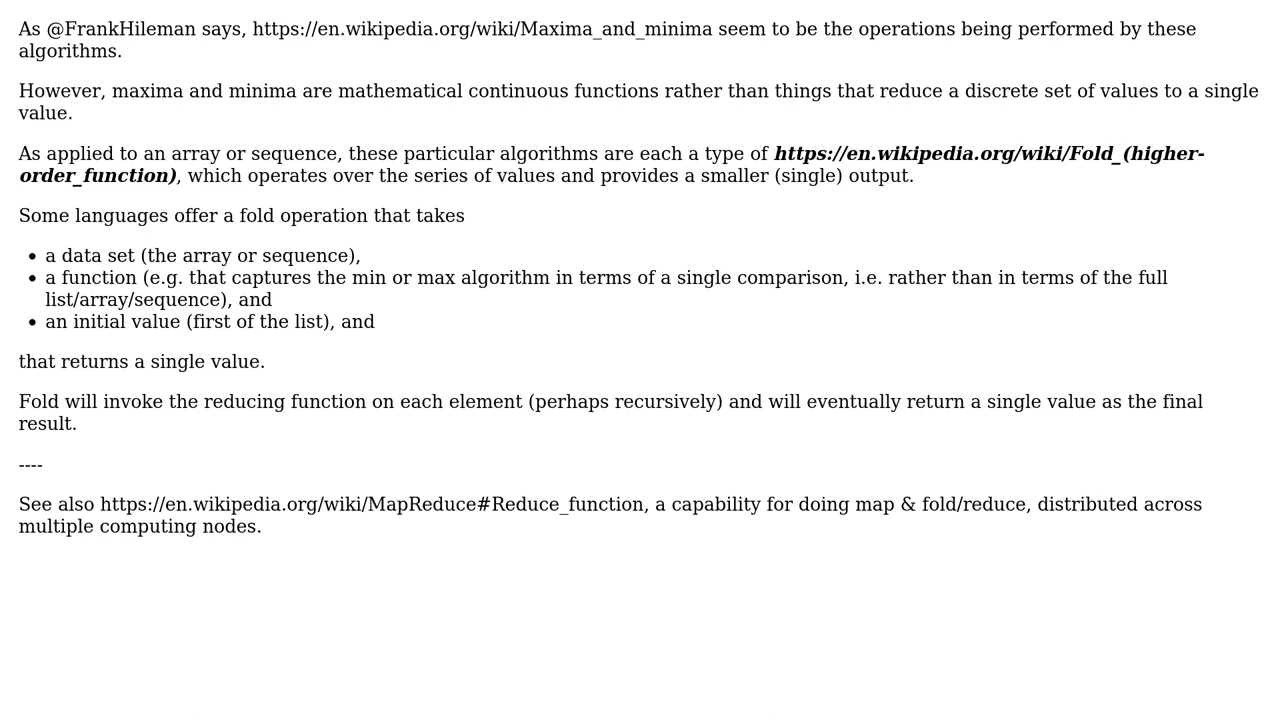 As @FrankHileman says, https://en.wikipedia.org/wiki/Maxima_and_minima seem to be the operations being performed by these
algorithms.
However, maxima and minima are mathematical continuous functions rather than things that reduce a discrete set of values to a single
value.
As applied to an array or sequence, these particular algorithms are each a type of https://en.wikipedia.org/wiki/Fold_(higher-
order_function), which operates over the series of values and provides a smaller (single) output.
Some languages offer a fold operation that takes
• a data set (the array or sequence),
• a function (e.g. that captures the min or max algorithm in terms of a single comparison, i.e. rather than in terms of the full
list/array/sequence), and
• an initial value (first of the list), and
that returns a single value.
Fold will invoke the reducing function on each element (perhaps recursively) and will eventually return a single value as the final
result.
----
See also https://en.wikipedia.org/wiki/MapReduce#Reduce_function, a capability for doing map & fold/reduce, distributed across
multiple computing nodes.